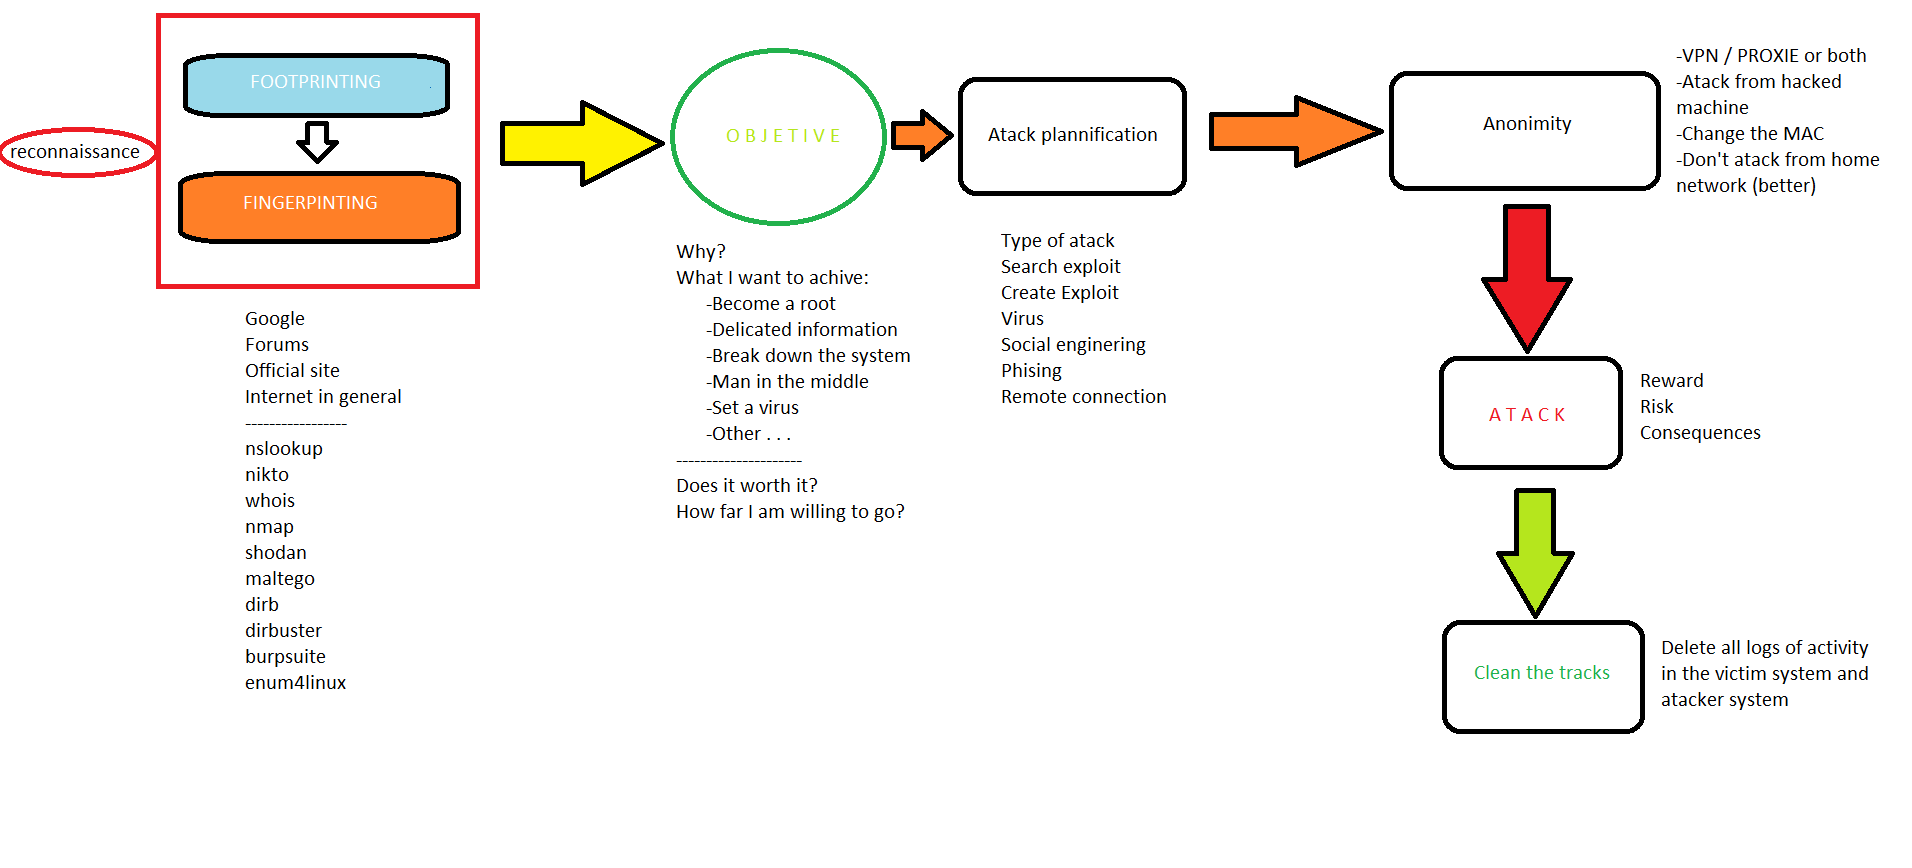 reconnaissance
FOOTPRINTING
FINGERPINTING
Google
Forums
Official site
Internet in general
-----------------
nslookup
nikto
whois
nmap
shodan
maltego
dirb
dirbuster
burpsuite
enum4linux
O B J E T I V E
Why?
What I want to achive:
-Become a root
-Delicated information
-Break down the system
-Man in the middle
-Set a virus
-Other . . .
---------------------
Does it worth it?
How far I am willing to go?
Atack plannification
Type of atack
Search exploit
Create Exploit
Virus
Social enginering
Phising
Remote connection
Anonimity
-VPN / PROXIE or both
-Atack from hacked
machine
-Change the MAC
-Don't atack from home
network (better)
A T A C K
Reward
Risk
Consequences
Clean the tracks
Delete all logs of activity
in the victim system and
atacker system